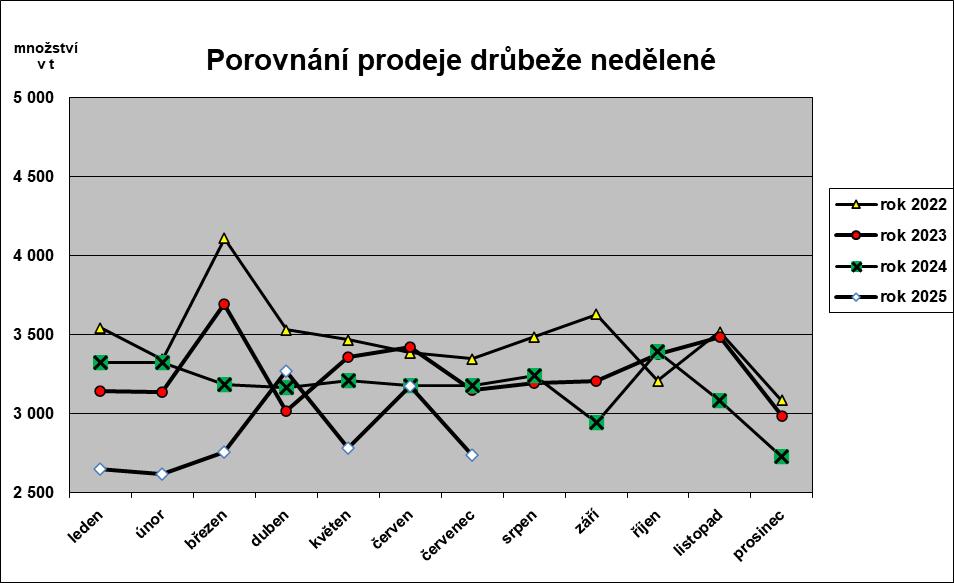 množství
v t
Porovnání prodeje drůbeže nedělené
5 000
4 500
4 000
3 500
3 000
2 500
rok 2022
rok 2023
rok 2024
rok 2025
leden
únor
březen
duben
květen
červen
červenec
srpen
září
říjen
listopad
prosinec